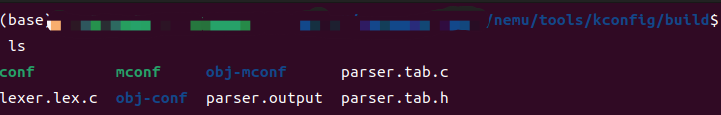 (base) /nemu/tools/kconfig/build$
ls
conf mconf obj-mconf parser.tab.c
lexer.lex.c obj-conf parser.output parser.tab.h